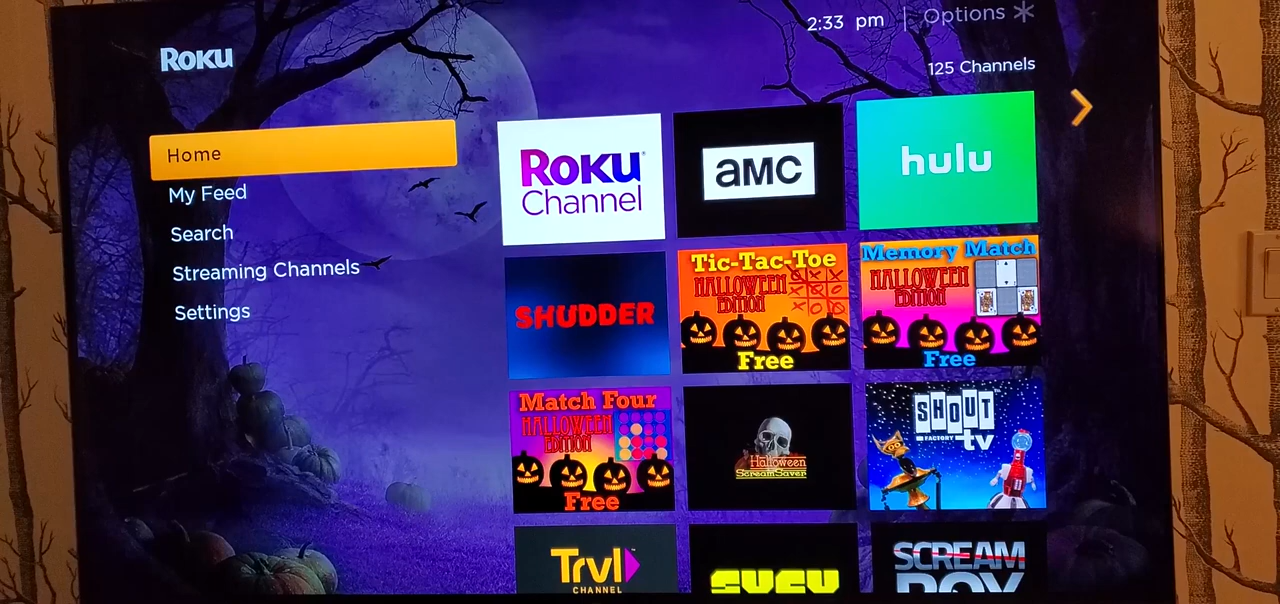 2:33 pm | Options
Roku
125 Channels
Home
My Feed
Search
Streaming Channels
Settings
Roku
Channel
aMC
hulu
SHUDDER
Tic-Tac-Toe
HALLOWEEN
EDITION
Free
Memory Match
HALLOWEEN
EDITION
Free
Match Four
HALLOWEEN
EDITION
Free
Halloween
ScreamSaver
SHOUT
FACTORY tv
Trvl
CHANNEL
SYFY
SCREAM
BOX